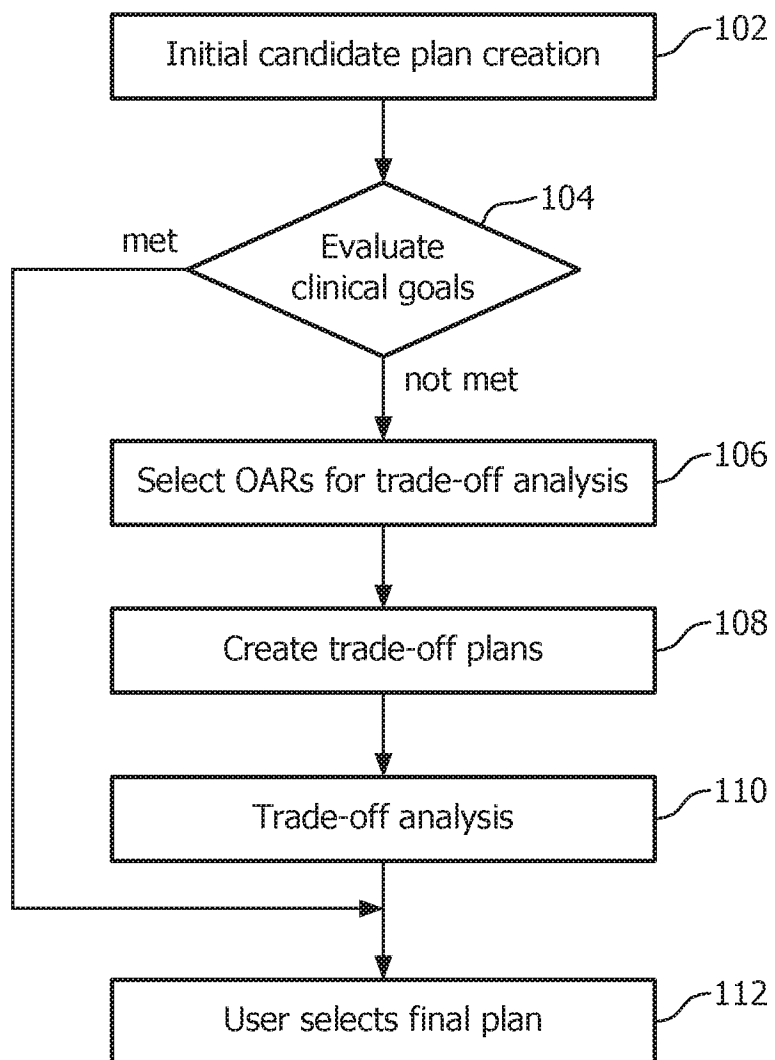 102
Initial candidate plan creation
104
met
Evaluate
clinical goals
not met
106
Select OARs for trade-off analysis
108
Create trade-off plans
110
Trade-off analysis
112
User selects final plan